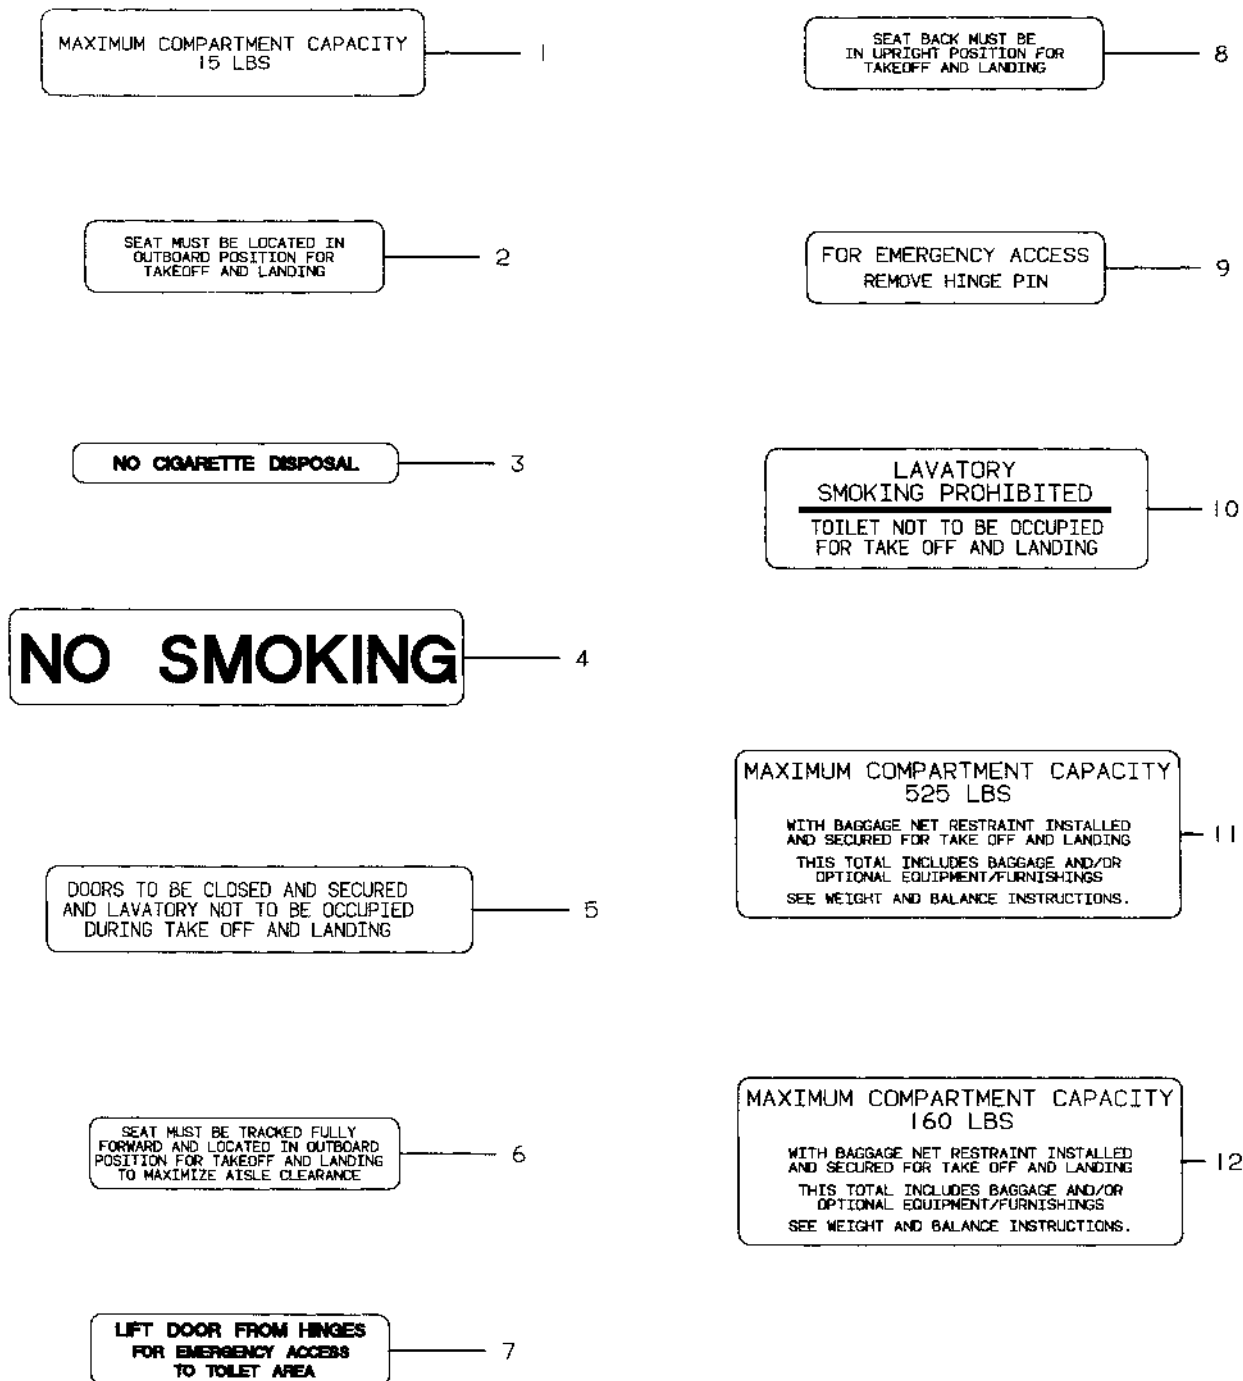 MAXIMUM COMPARTMENT CAPACITY
15 LBS
1
SEAT MUST BE LOCATED IN
OUTBOARD POSITION FOR
TAKEOFF AND LANDING
2
NO CIGARETTE DISPOSAL
3
NO SMOKING
4
DOORS TO BE CLOSED AND SECURED
AND LAVATORY NOT TO BE OCCUPIED
DURING TAKE OFF AND LANDING
5
SEAT MUST BE TRACKED FULLY
FORWARD AND LOCATED IN OUTBOARD
POSITION FOR TAKEOFF AND LANDING
TO MAXIMIZE AISLE CLEARANCE
6
LIFT DOOR FROM HINGES
FOR EMERGENCY ACCESS
TO TOILET AREA
7
SEAT BACK MUST BE
IN UPRIGHT POSITION FOR
TAKEOFF AND LANDING
8
FOR EMERGENCY ACCESS
REMOVE HINGE PIN
9
LAVATORY
SMOKING PROHIBITED
TOILET NOT TO BE OCCUPIED
FOR TAKE OFF AND LANDING
10
MAXIMUM COMPARTMENT CAPACITY
525 LBS
WITH BAGGAGE NET RESTRAINT INSTALLED
AND SECURED FOR TAKE OFF AND LANDING
THIS TOTAL INCLUDES BAGGAGE AND/OR
OPTIONAL EQUIPMENT/FURNISHINGS
SEE WEIGHT AND BALANCE INSTRUCTIONS.
11
MAXIMUM COMPARTMENT CAPACITY
160 LBS
WITH BAGGAGE NET RESTRAINT INSTALLED
AND SECURED FOR TAKE OFF AND LANDING
THIS TOTAL INCLUDES BAGGAGE AND/OR
OPTIONAL EQUIPMENT/FURNISHINGS
SEE WEIGHT AND BALANCE INSTRUCTIONS.
12